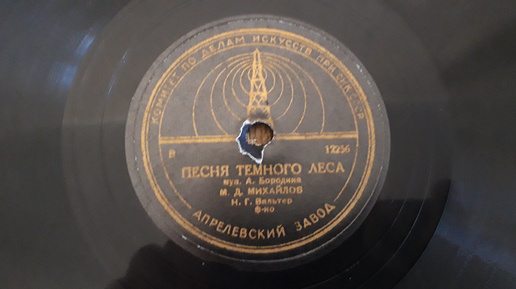 КОМИТЕТ ПО ДЕЛАМ ИСКУССТВ ПРИ СНК СССР
В 12256
ПЕСНЯ ТЕМНОГО ЛЕСА
муз. А. Бородина
М. Д. МИХАЙЛОВ
Н. Г. Вальтер
ф-но
АПРЕЛЕВСКИЙ ЗАВОД